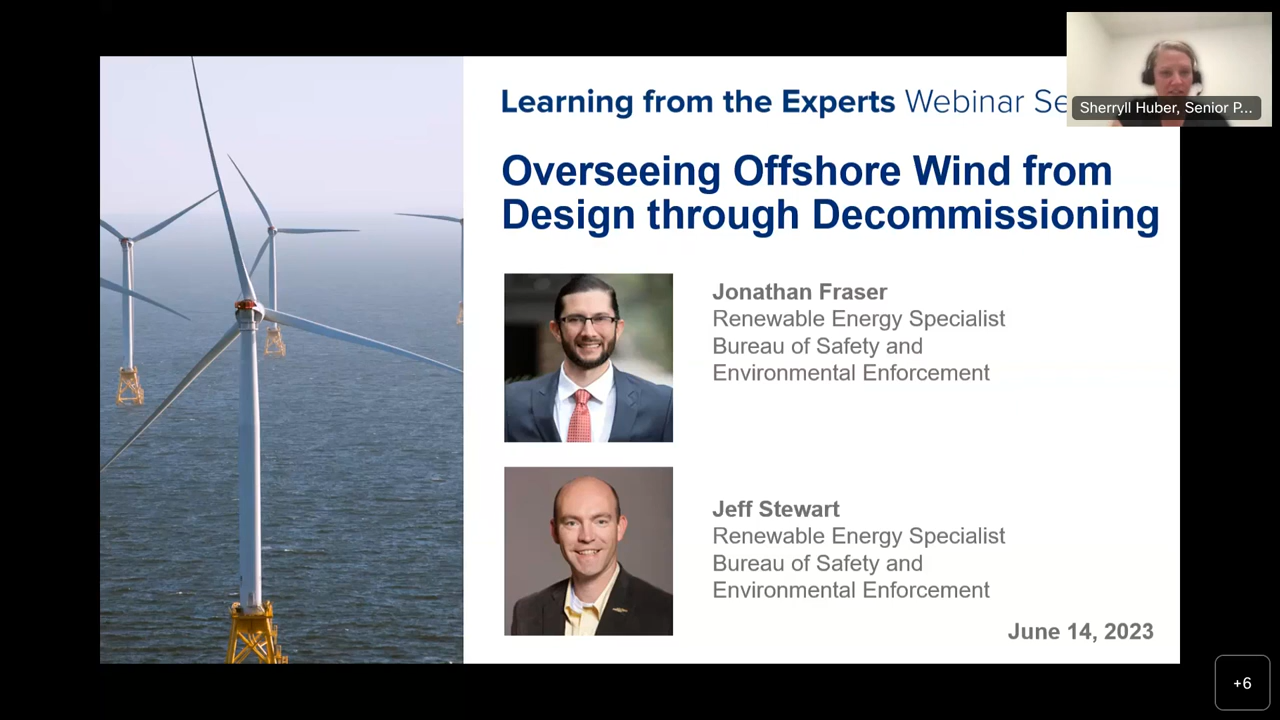 Learning from the Experts Webinar Se
Sherryll Huber, Senior P...
Overseeing Offshore Wind from
Design through Decommissioning
Jonathan Fraser
Renewable Energy Specialist
Bureau of Safety and
Environmental Enforcement
Jeff Stewart
Renewable Energy Specialist
Bureau of Safety and
Environmental Enforcement
June 14, 2023
+6